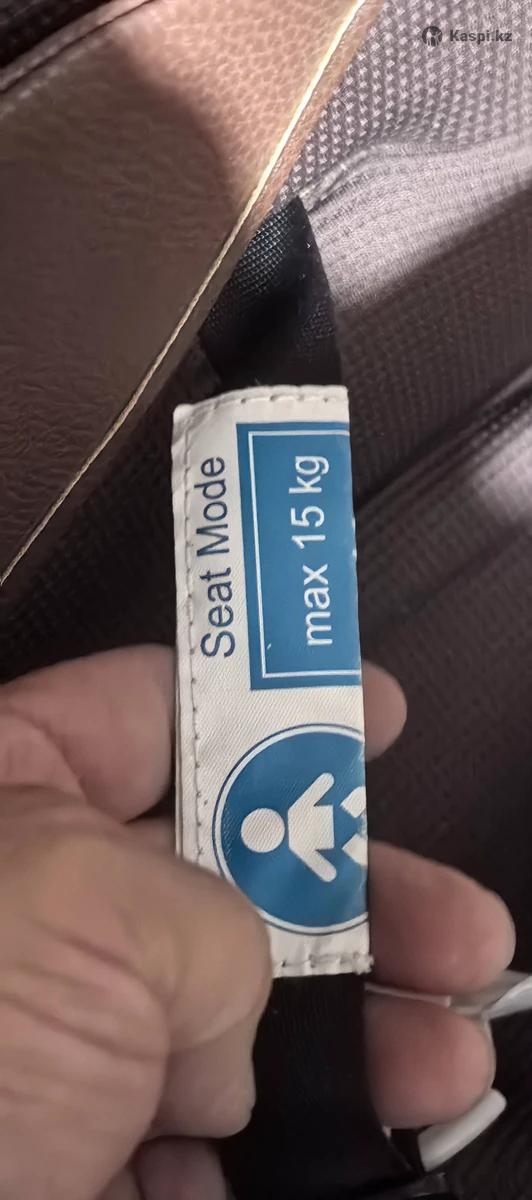 Kaspi.kz
Seat Mode
max 15 kg